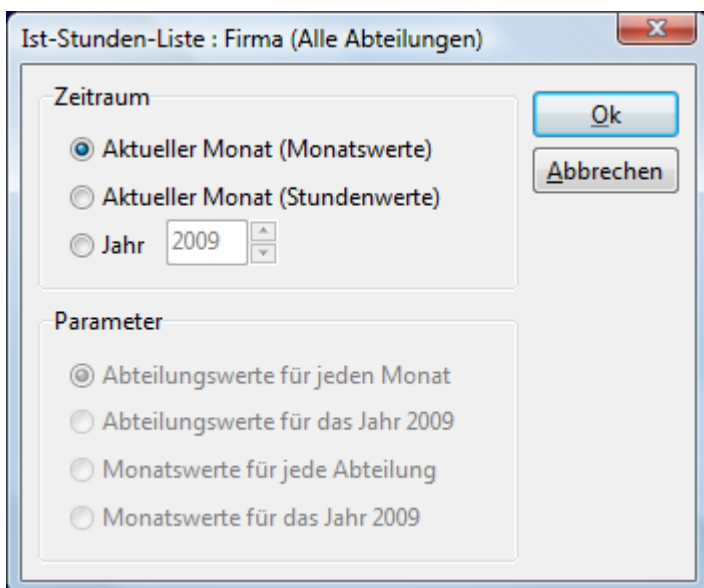 Ist-Stunden-Liste : Firma (Alle Abteilungen)
Zeitraum
Aktueller Monat (Monatswerte)
Aktueller Monat (Stundenwerte)
Jahr 2009
Ok
Abbrechen
Parameter
Abteilungswerte für jeden Monat
Abteilungswerte für das Jahr 2009
Monatswerte für jede Abteilung
Monatswerte für das Jahr 2009